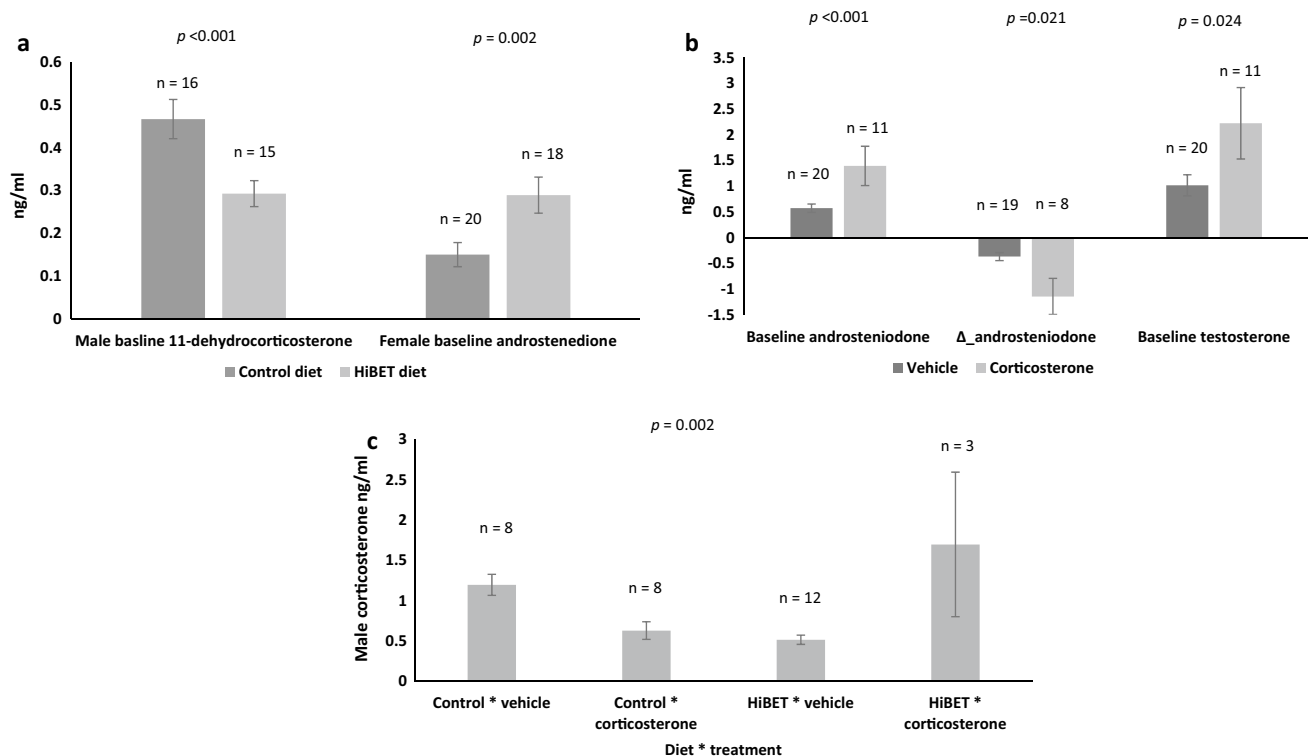 a
p <0.001
p = 0.002
ng/ml
0.6
0.5
0.4
0.3
0.2
0.1
0
n = 16
n = 15
n = 20
n = 18
Male basline 11-dehydrocorticosterone
Female baseline androstenedione
Control diet
HiBET diet
b
p <0.001
p =0.021
p = 0.024
ng/ml
3.5
3
2.5
2
1.5
1
0.5
0
-0.5
-1
-1.5
n = 20
n = 11
n = 19
n = 8
n = 20
n = 11
Baseline androsteniodone
Δ_androsteniodone
Baseline testosterone
Vehicle
Corticosterone
c
p = 0.002
Male corticosterone ng/ml
3
2.5
2
1.5
1
0.5
0
n = 8
n = 8
n = 12
n = 3
Control * vehicle
Control *
corticosterone
HiBET * vehicle
HiBET *
corticosterone
Diet * treatment